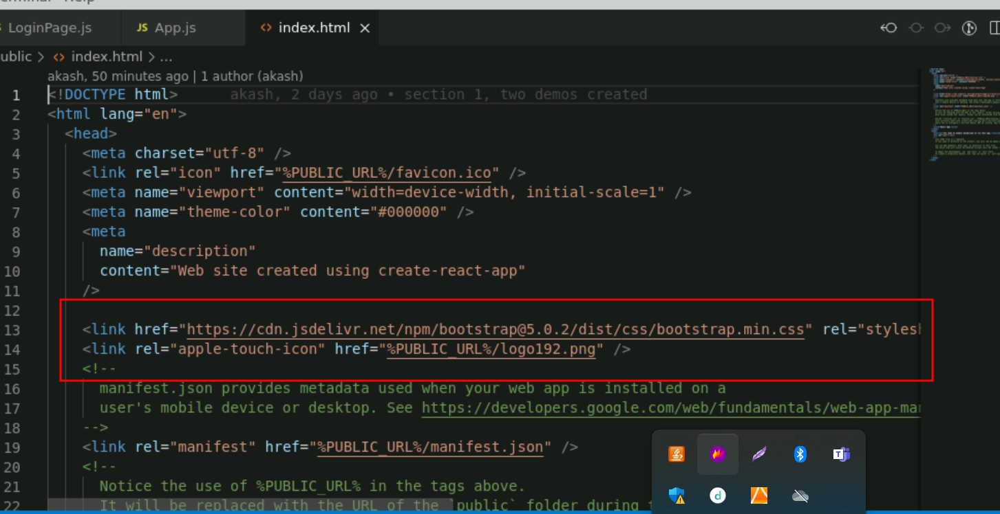 Help
LoginPage.js
JS App.js
<> index.html
ublic > <> index.html > ...
akash, 50 minutes ago | 1 author (akash)
1 <!DOCTYPE html> akash, 2 days ago • section 1, two demos created
2 <html lang="en">
3 <head>
4 <meta charset="utf-8" />
5 <link rel="icon" href="%PUBLIC_URL%/favicon.ico" />
6 <meta name="viewport" content="width=device-width, initial-scale=1" />
7 <meta name="theme-color" content="#000000" />
8 <meta
9 name="description"
10 content="Web site created using create-react-app"
11 />
12
13 <link href="https://cdn.jsdelivr.net/npm/bootstrap@5.0.2/dist/css/bootstrap.min.css" rel="stylesh
14 <link rel="apple-touch-icon" href="%PUBLIC_URL%/logo192.png" />
15 <!--
16 manifest.json provides metadata used when your web app is installed on a
17 user's mobile device or desktop. See https://developers.google.com/web/fundamentals/web-app-man
18 -->
19 <link rel="manifest" href="%PUBLIC_URL%/manifest.json" />
20 <!--
21 Notice the use of %PUBLIC_URL% in the tags above.
22 It will be replaced with the URL of the `public` folder during